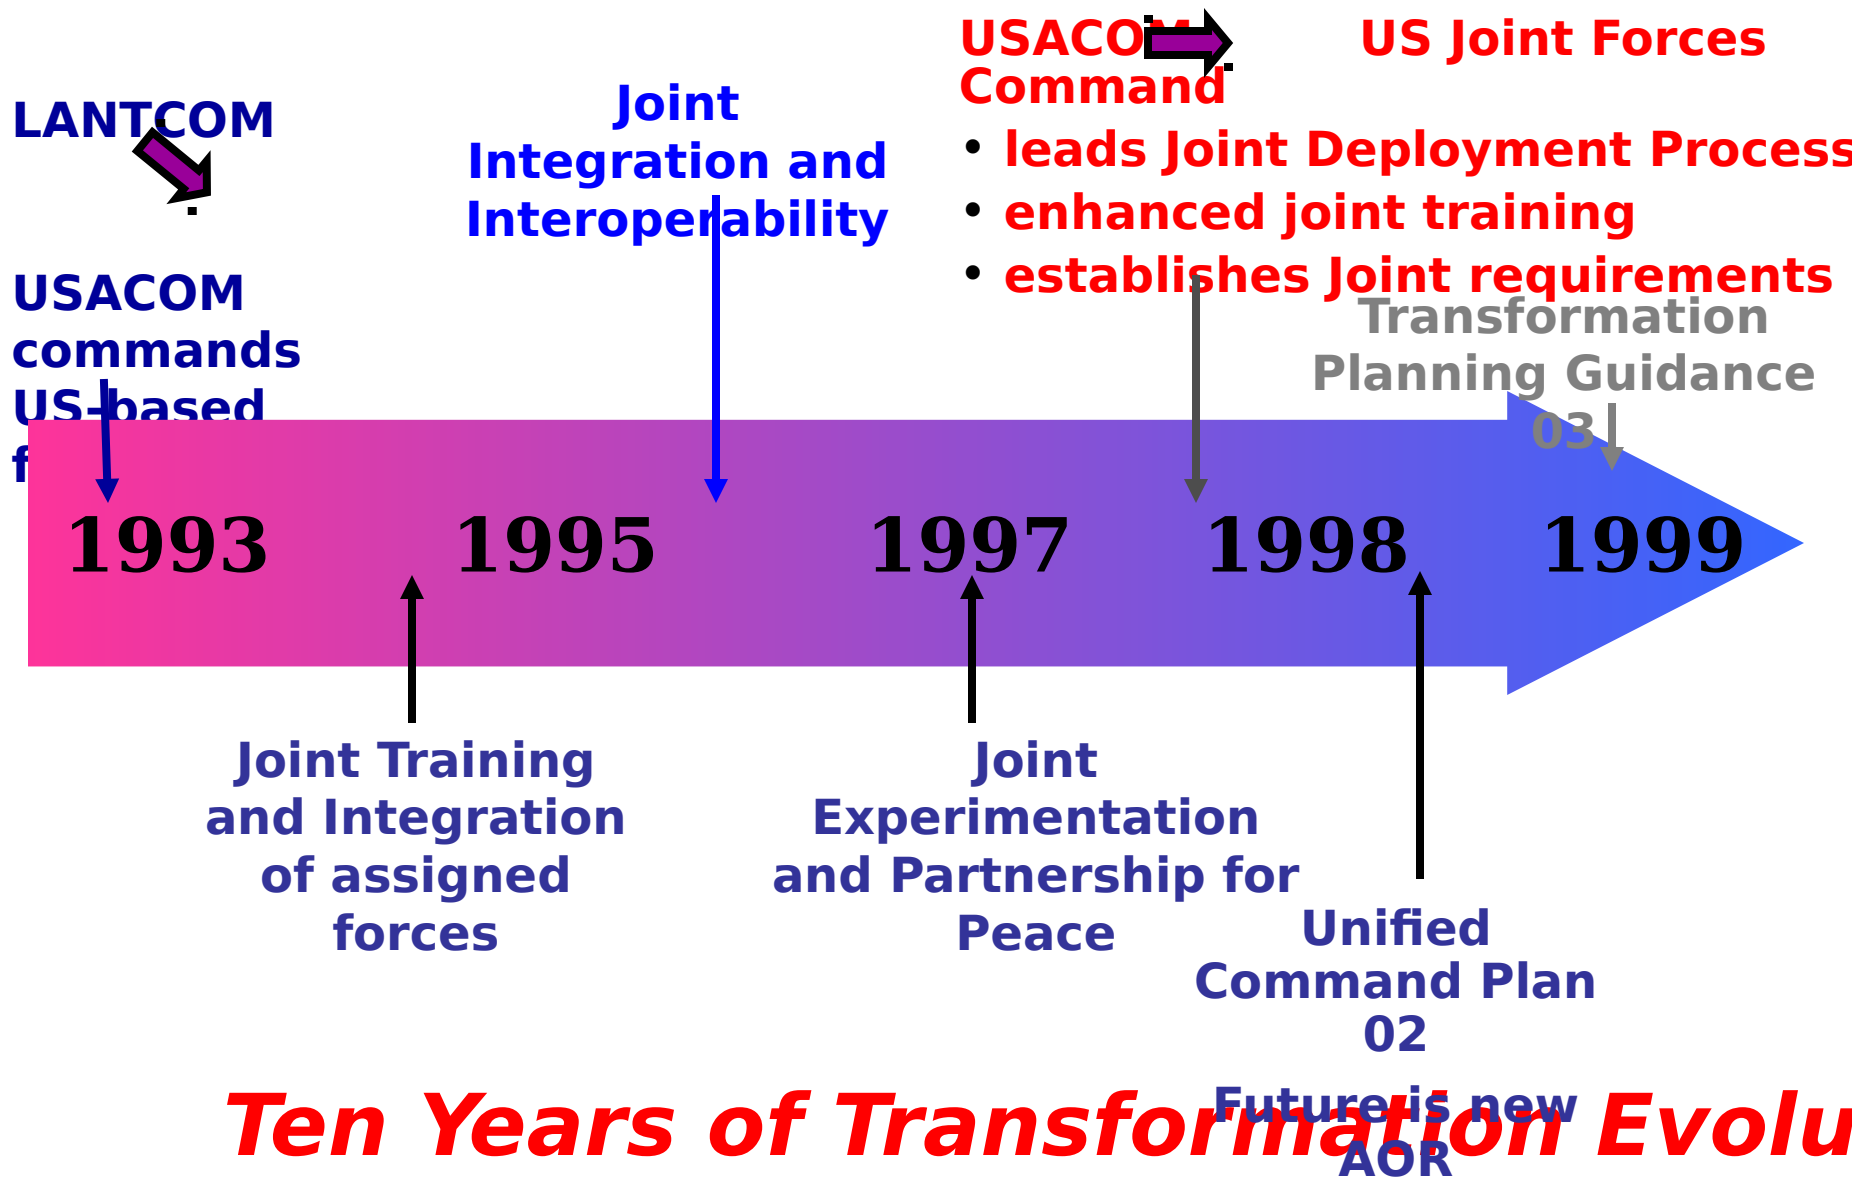 USACOM US Joint Forces
Command
• leads Joint Deployment Process
• enhanced joint training
• establishes Joint requirements
LANTCOM
USACOM
commands
US-based
Joint
Integration and
Interoperability
Transformation
Planning Guidance
03
1993 1995 1997 1998 1999
Joint Training
and Integration
of assigned
forces
Joint
Experimentation
and Partnership for
Peace
Unified
Command Plan
02
Future is new
AOR
Ten Years of Transformation Evolu